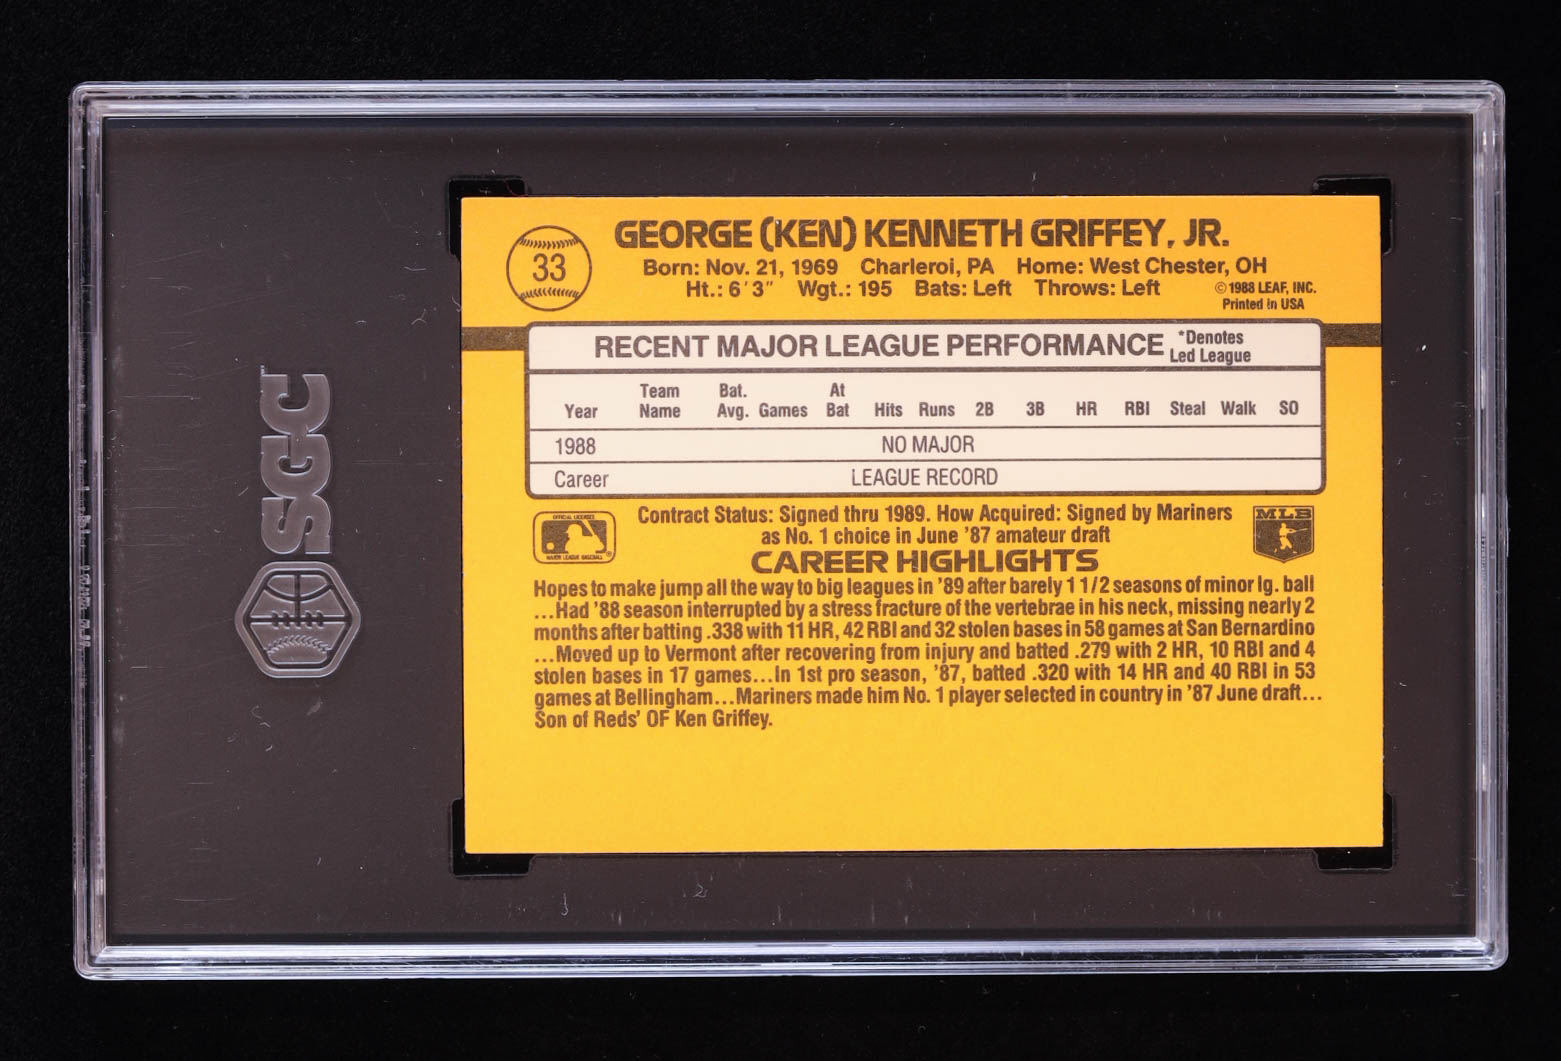 SGC
33
GEORGE (KEN) KENNETH GRIFFEY, JR.
Born: Nov. 21, 1969 Charleroi, PA Home: West Chester, OH
Ht.: 6'3" Wgt.: 195 Bats: Left Throws: Left
©1988 LEAF, INC.
Printed in USA
RECENT MAJOR LEAGUE PERFORMANCE
*Denotes
Led League
Year Team Name Bat. Avg. Games At Bat Hits Runs 2B 3B HR RBI Steal Walk SO
1988 NO MAJOR
Career LEAGUE RECORD
OFFICIAL LICENSEE
MAJOR LEAGUE BASEBALL
Contract Status: Signed thru 1989. How Acquired: Signed by Mariners
as No. 1 choice in June '87 amateur draft
MLB
CAREER HIGHLIGHTS
Hopes to make jump all the way to big leagues in '89 after barely 1 1/2 seasons of minor lg. ball
...Had '88 season interrupted by a stress fracture of the vertebrae in his neck, missing nearly 2
months after batting .338 with 11 HR, 42 RBI and 32 stolen bases in 58 games at San Bernardino
...Moved up to Vermont after recovering from injury and batted .279 with 2 HR, 10 RBI and 4
stolen bases in 17 games...In 1st pro season, '87, batted .320 with 14 HR and 40 RBI in 53
games at Bellingham...Mariners made him No. 1 player selected in country in '87 June draft...
Son of Reds' OF Ken Griffey.